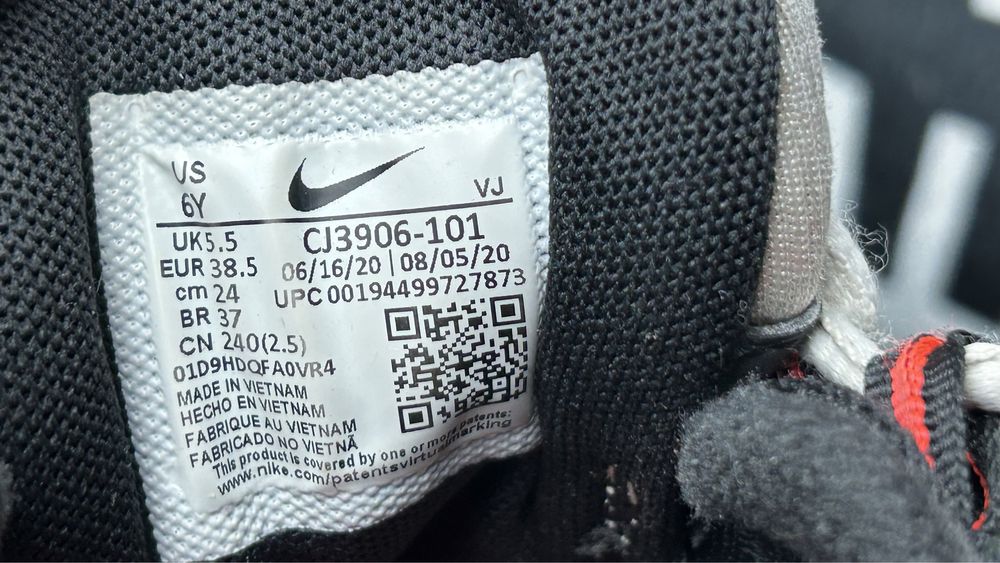 US
6Y
VJ
UK 5.5
CJ3906-101
EUR 38.5
06/16/20 | 08/05/20
cm 24
UPC 00194499727873
BR 37
CN 240(2.5)
01D9HDQFA0VR4
MADE IN VIETNAM
HECHO EN VIETNAM
FABRIQUE AU VIETNAM
FABRICADO NO VIETNÃ
This product is covered by one or more patents:
www.nike.com/patentsvirtualmarking